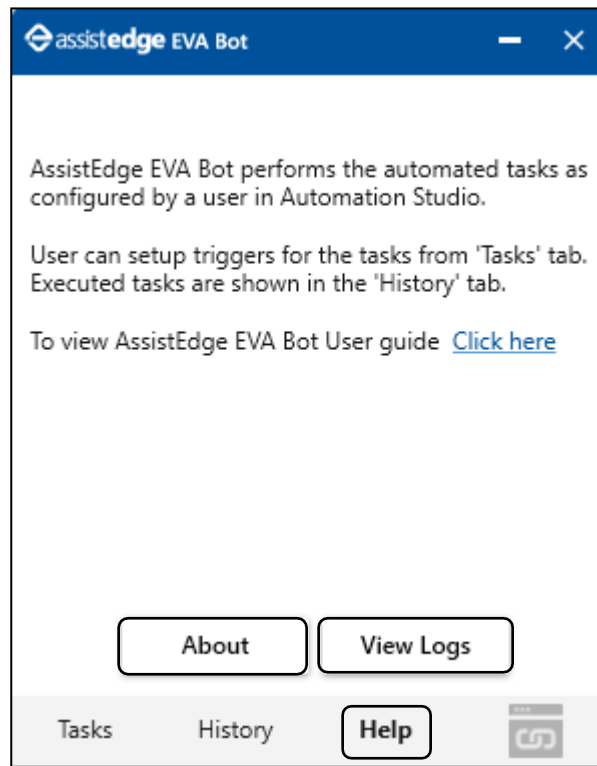 assistedge EVA Bot
AssistEdge EVA Bot performs the automated tasks as
configured by a user in Automation Studio.
User can setup triggers for the tasks from 'Tasks' tab.
Executed tasks are shown in the 'History' tab.
To view AssistEdge EVA Bot User guide Click here
About View Logs
Tasks History Help